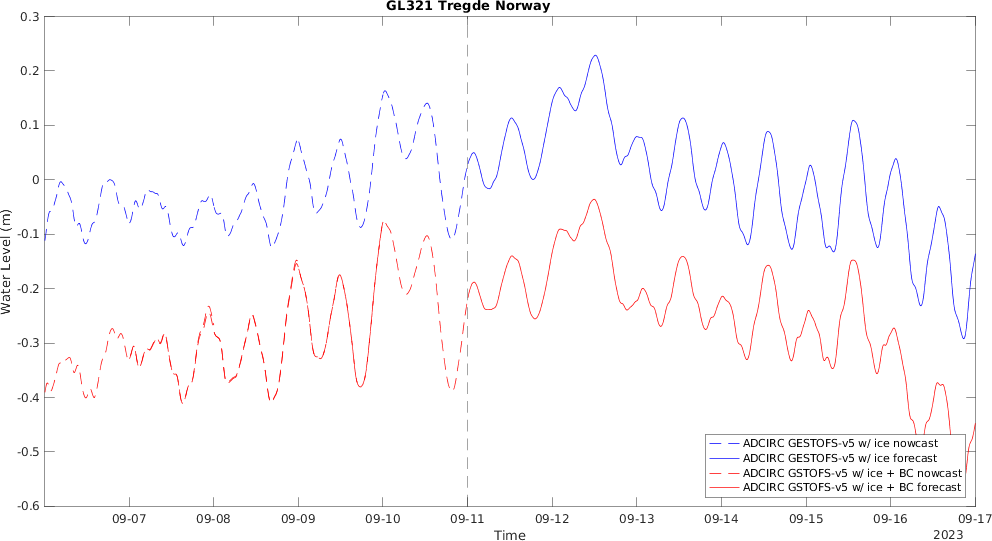 GL321 Tregde Norway
0.3
0.2
0.1
0
-0.1
-0.2
-0.3
-0.4
-0.5
-0.6
Water Level (m)
ADCIRC GESTOFS-v5 w/ ice nowcast
ADCIRC GESTOFS-v5 w/ ice forecast
ADCIRC GSTOFS-v5 w/ ice + BC nowcast
ADCIRC GSTOFS-v5 w/ ice + BC forecast
09-07 09-08 09-09 09-10 09-11 09-12 09-13 09-14 09-15 09-16 09-17
Time
2023